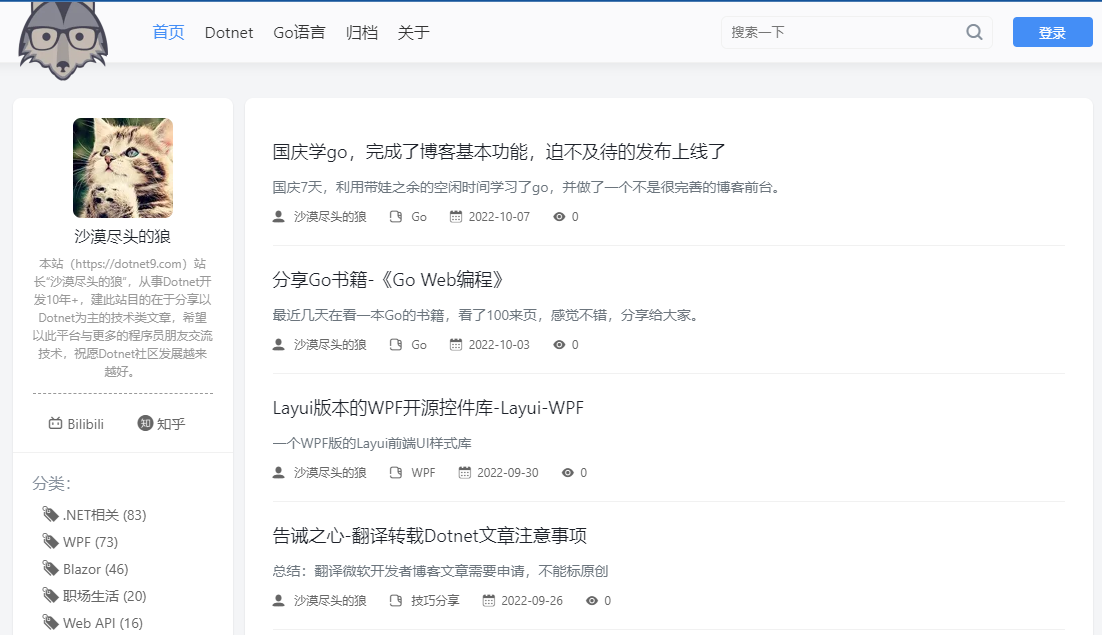 首页 Dotnet Go语言 归档 关于 搜索一下 登录
沙漠尽头的狼
本站（https://dotnet9.com）站
长“沙漠尽头的狼”，从事Dotnet开
发10年+，建此站目的在于分享以
Dotnet为主的技术类文章，希望
以此平台与更多的程序员朋友交流
技术，祝愿Dotnet社区发展越来
越好。
Bilibili 知 知乎
分类：
.NET相关 (83)
WPF (73)
Blazor (46)
职场生活 (20)
Web API (16)
国庆学go，完成了博客基本功能，迫不及待的发布上线了
国庆7天，利用带娃之余的空闲时间学习了go，并做了一个不是很完善的博客前台。
沙漠尽头的狼 Go 2022-10-07 0
分享Go书籍-《Go Web编程》
最近几天在看一本Go的书籍，看了100来页，感觉不错，分享给大家。
沙漠尽头的狼 Go 2022-10-03 0
Layui版本的WPF开源控件库-Layui-WPF
一个WPF版的Layui前端UI样式库
沙漠尽头的狼 WPF 2022-09-30 0
告诫之心-翻译转载Dotnet文章注意事项
总结：翻译微软开发者博客文章需要申请，不能标原创
沙漠尽头的狼 技巧分享 2022-09-26 0